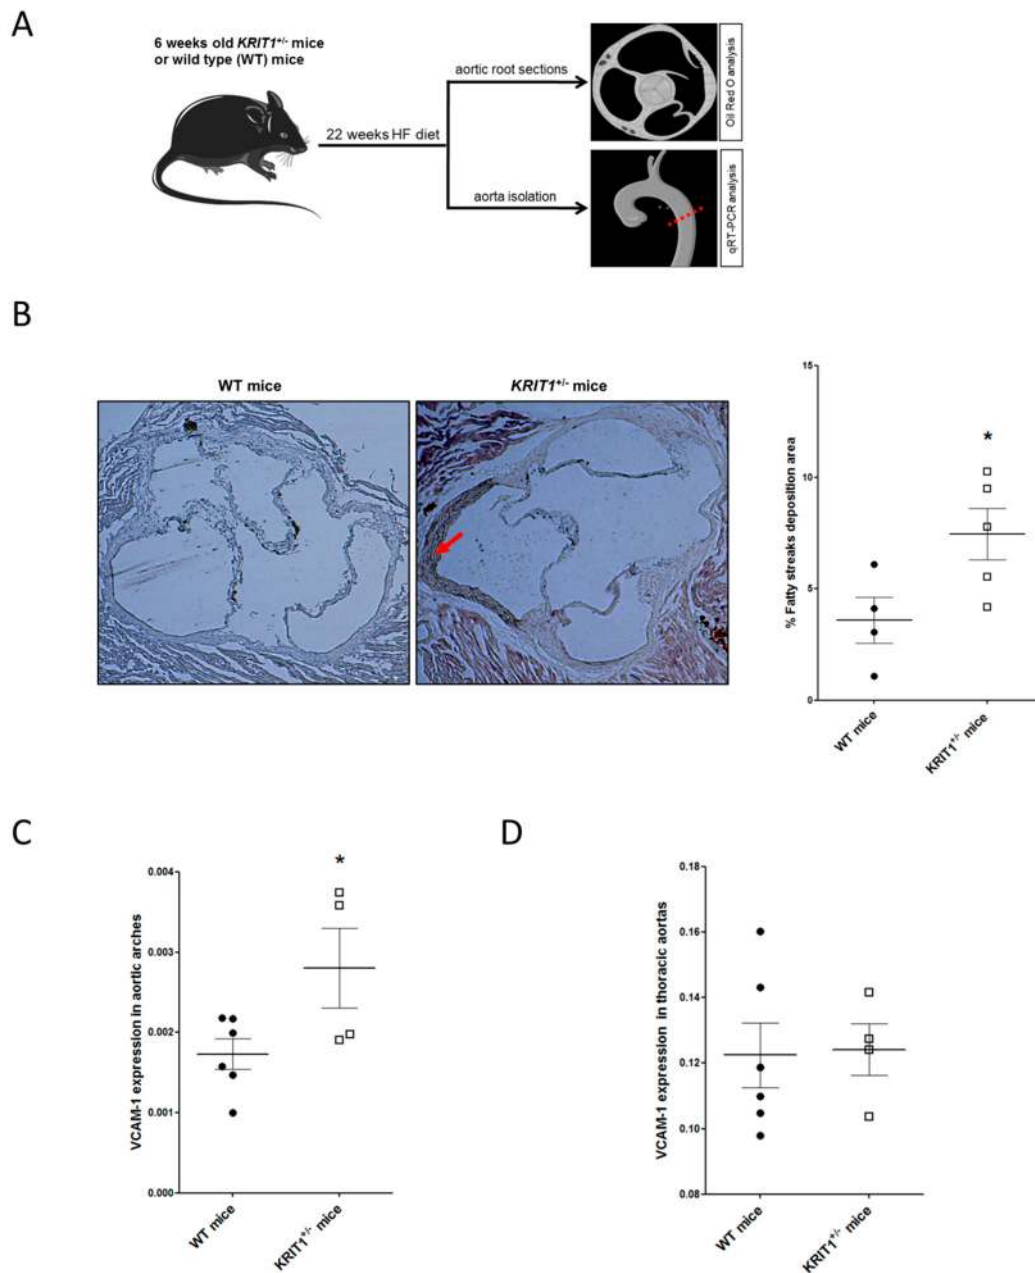 A
6 weeks old KRIT1+/- mice
or wild type (WT) mice
22 weeks HF diet
aortic root sections
Oil Red O analysis
aorta isolation
qRT-PCR analysis
B
WT mice
KRIT1+/- mice
% Fatty streaks deposition area
15
10
5
0
*
WT mice
KRIT1+/- mice
C
VCAM-1 expression in aortic arches
0.004
0.003
0.002
0.001
0.000
*
WT mice
KRIT1+/- mice
D
VCAM-1 expression in thoracic aortas
0.18
0.16
0.14
0.12
0.10
0.08
WT mice
KRIT1+/- mice